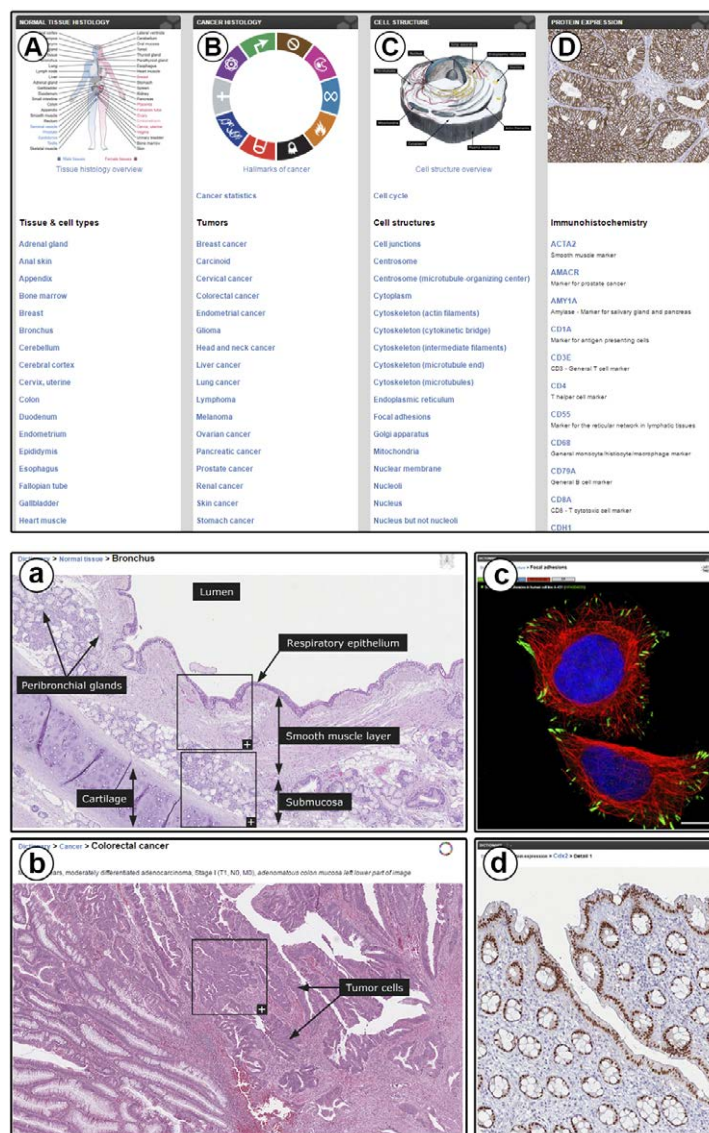 NORMAL TISSUE HISTOLOGY
A
Tissue histology overview
Tissue & cell types
Adrenal gland
Anal skin
Appendix
Bone marrow
Breast
Bronchus
Cerebellum
Cerebral cortex
Cervix, uterine
Colon
Duodenum
Endometrium
Epididymis
Esophagus
Fallopian tube
Gallbladder
Heart muscle
CANCER HISTOLOGY
B
Hallmarks of cancer
Cancer statistics
Tumors
Breast cancer
Carcinoid
Cervical cancer
Colorectal cancer
Endometrial cancer
Glioma
Head and neck cancer
Liver cancer
Lung cancer
Lymphoma
Melanoma
Ovarian cancer
Pancreatic cancer
Prostate cancer
Renal cancer
Skin cancer
Stomach cancer
CELL STRUCTURE
C
Cell structure overview
Cell cycle
Cell structures
Cell junctions
Centrosome
Centrosome (microtubule-organizing center)
Cytoplasm
Cytoskeleton (actin filaments)
Cytoskeleton (cytokinetic bridge)
Cytoskeleton (intermediate filaments)
Cytoskeleton (microtubule end)
Cytoskeleton (microtubules)
Endoplasmic reticulum
Focal adhesions
Golgi apparatus
Mitochondria
Nuclear membrane
Nucleoli
Nucleus
Nucleus but not nucleoli
PROTEIN EXPRESSION
D
Immunohistochemistry
ACTA2
Smooth muscle marker
AMACR
Marker for prostate cancer
AMY1A
Amylase - Marker for salivary gland and pancreas
CD1A
Marker for antigen presenting cells
CD3E
CD3 - General T cell marker
CD4
T helper cell marker
CD55
Marker for the reticular network in lymphatic tissues
CD68
General monocyte/histiocyte/macrophage marker
CD79A
General B cell marker
CD8A
CD8 - T cytotoxic cell marker
CDH1
a
> Normal tissue > Bronchus
Lumen
Respiratory epithelium
Peribronchial glands
Smooth muscle layer
Cartilage
Submucosa
b
> Cancer > Colorectal cancer
moderately differentiated adenocarcinoma, Stage I (T1, N0, M0), adenomatous colon mucosa left lower part of image
Tumor cells
c
> Focal adhesions
d
> Cdx2 > Detail 1